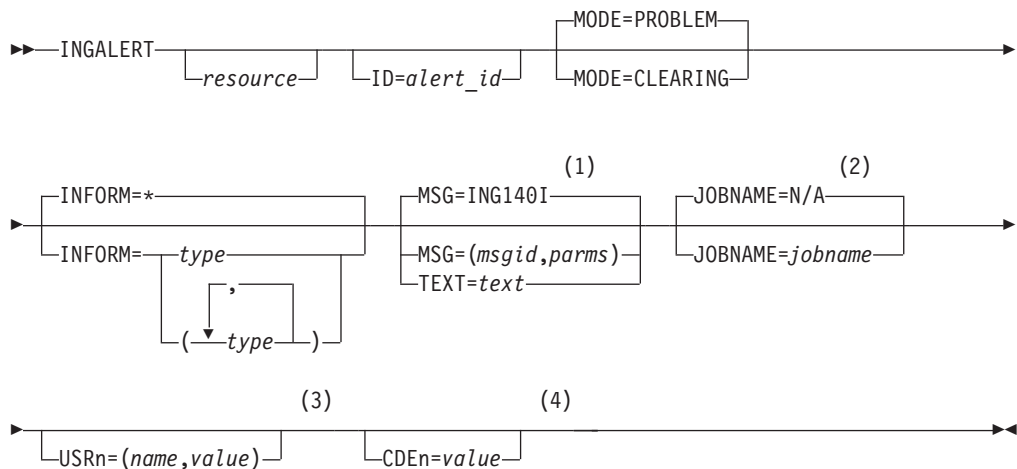 MODE=PROBLEM
INGALERT
resource
ID=alert_id
MODE=CLEARING
(1)
(2)
INFORM=*
MSG=ING140I
JOBNAME=N/A
INFORM=
type
MSG=(msgid,parms)
JOBNAME=jobname
,
TEXT=text
( type )
(3)
(4)
USRn=(name,value)
CDEn=value